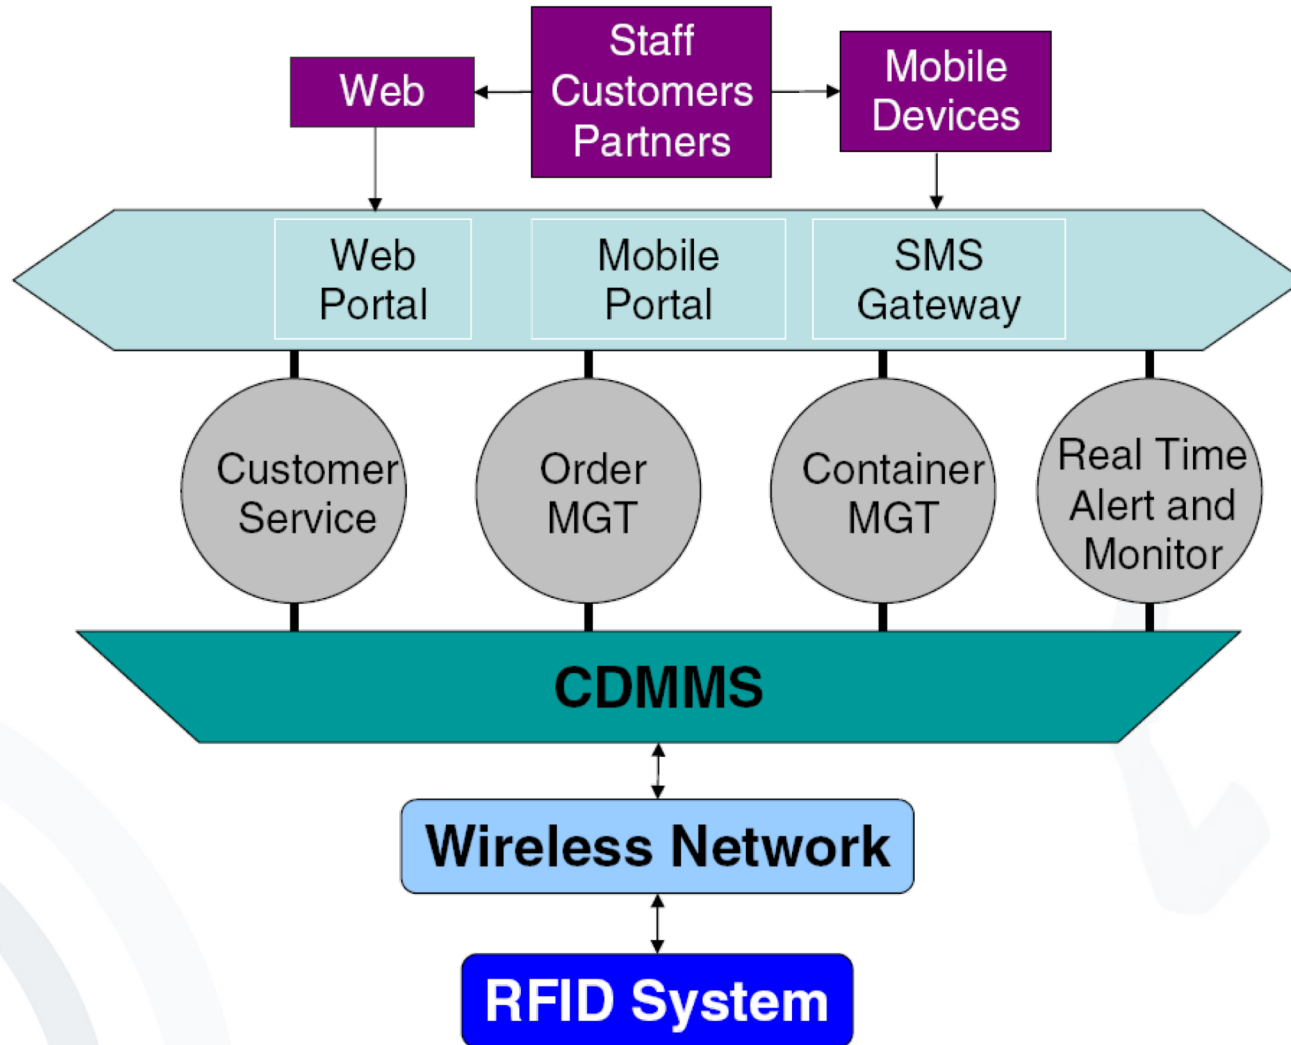 Staff
Customers
Partners
Web
Mobile
Devices
Web
Portal
Mobile
Portal
SMS
Gateway
Customer
Service
Order
MGT
Container
MGT
Real Time
Alert and
Monitor
CDMMS
Wireless Network
RFID System